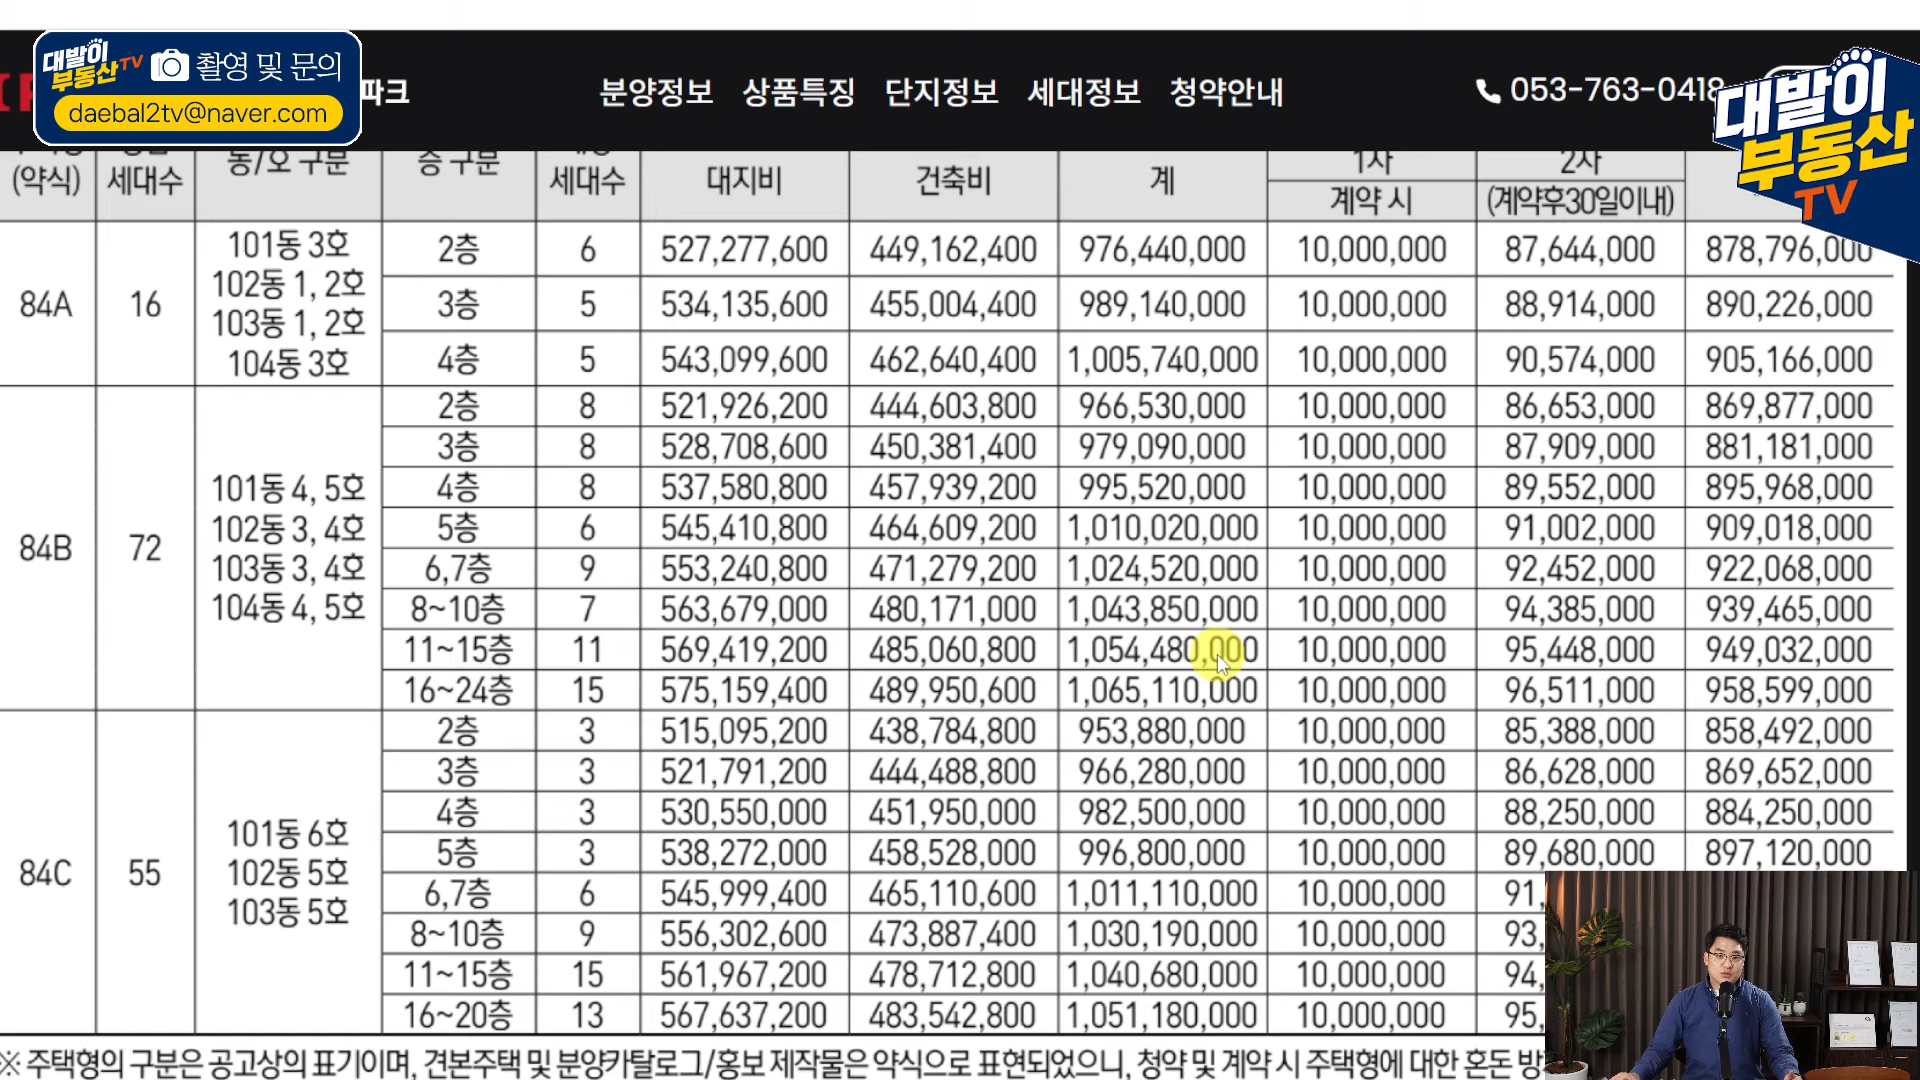 대발이
부동산TV
촬영 및 문의
daebal2tv@naver.com
파크
분양정보 상품특징 단지정보 세대정보 청약안내
053-763-0418
대발이
부동산
TV
(약식) 세대수 동/호 구분 층 구분 세대수 대지비 건축비 계 1차 2차
계약 시 (계약후30일이내)
84A 16
101동 3호
102동 1, 2호
103동 1, 2호
104동 3호
2층 6 527,277,600 449,162,400 976,440,000 10,000,000 87,644,000 878,796,000
3층 5 534,135,600 455,004,400 989,140,000 10,000,000 88,914,000 890,226,000
4층 5 543,099,600 462,640,400 1,005,740,000 10,000,000 90,574,000 905,166,000
84B 72
101동 4, 5호
102동 3, 4호
103동 3, 4호
104동 4, 5호
2층 8 521,926,200 444,603,800 966,530,000 10,000,000 86,653,000 869,877,000
3층 8 528,708,600 450,381,400 979,090,000 10,000,000 87,909,000 881,181,000
4층 8 537,580,800 457,939,200 995,520,000 10,000,000 89,552,000 895,968,000
5층 6 545,410,800 464,609,200 1,010,020,000 10,000,000 91,002,000 909,018,000
6,7층 9 553,240,800 471,279,200 1,024,520,000 10,000,000 92,452,000 922,068,000
8~10층 7 563,679,000 480,171,000 1,043,850,000 10,000,000 94,385,000 939,465,000
11~15층 11 569,419,200 485,060,800 1,054,480,000 10,000,000 95,448,000 949,032,000
16~24층 15 575,159,400 489,950,600 1,065,110,000 10,000,000 96,511,000 958,599,000
84C 55
101동 6호
102동 5호
103동 5호
2층 3 515,095,200 438,784,800 953,880,000 10,000,000 85,388,000 858,492,000
3층 3 521,791,200 444,488,800 966,280,000 10,000,000 86,628,000 869,652,000
4층 3 530,550,000 451,950,000 982,500,000 10,000,000 88,250,000 884,250,000
5층 3 538,272,000 458,528,000 996,800,000 10,000,000 89,680,000 897,120,000
6,7층 6 545,999,400 465,110,600 1,011,110,000 10,000,000 91,
8~10층 9 556,302,600 473,887,400 1,030,190,000 10,000,000 93,
11~15층 15 561,967,200 478,712,800 1,040,680,000 10,000,000 94,
16~20층 13 567,637,200 483,542,800 1,051,180,000 10,000,000 95,
※ 주택형의 구분은 공고상의 표기이며, 견본주택 및 분양카탈로그/홍보 제작물은 약식으로 표현되었으니, 청약 및 계약 시 주택형에 대한 혼돈 방